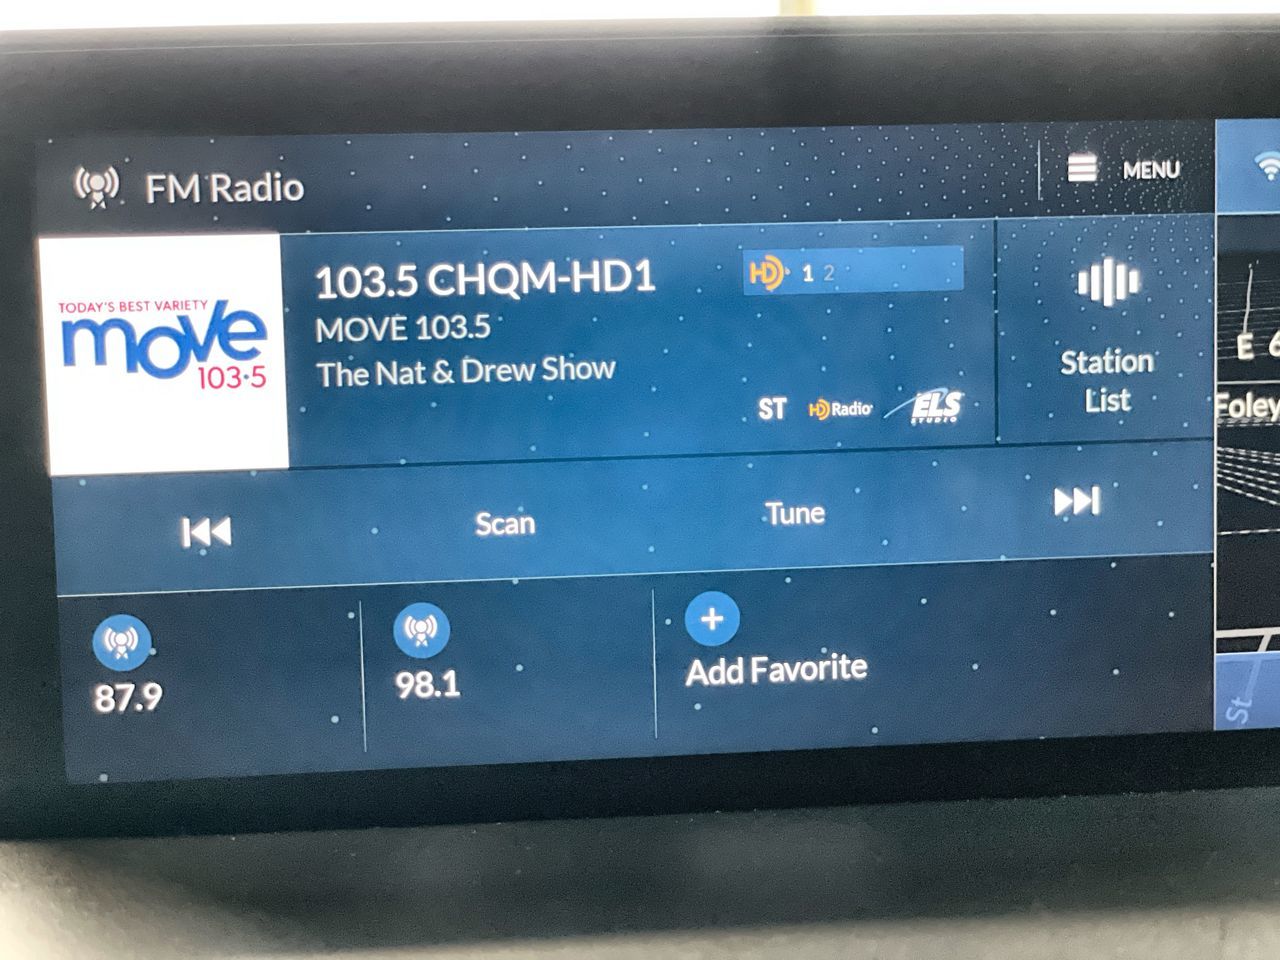 FM Radio
MENU
TODAY'S BEST VARIETY
move
103.5
103.5 CHQM-HD1
HD 1 2
MOVE 103.5
The Nat & Drew Show
ST HD Radio ELS STUDIO
Station
List
Scan
Tune
87.9
98.1
+
Add Favorite
E 6
Foley
St